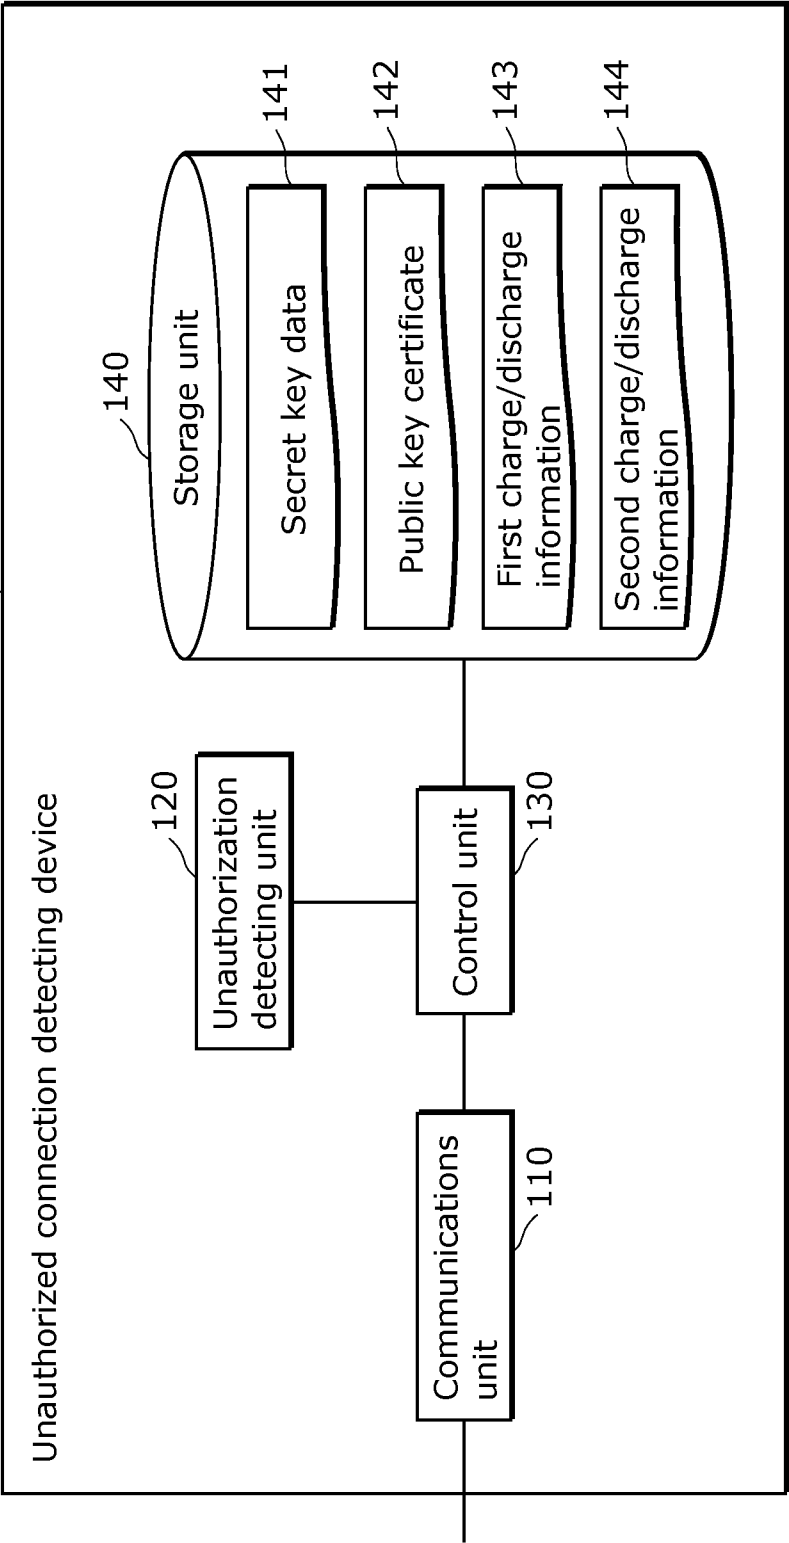 Unauthorized connection detecting device
120
Unauthorization
detecting unit
Communications
unit
110
Control unit
130
140
Storage unit
Secret key data
141
Public key certificate
142
First charge/discharge
information
143
Second charge/discharge
information
144